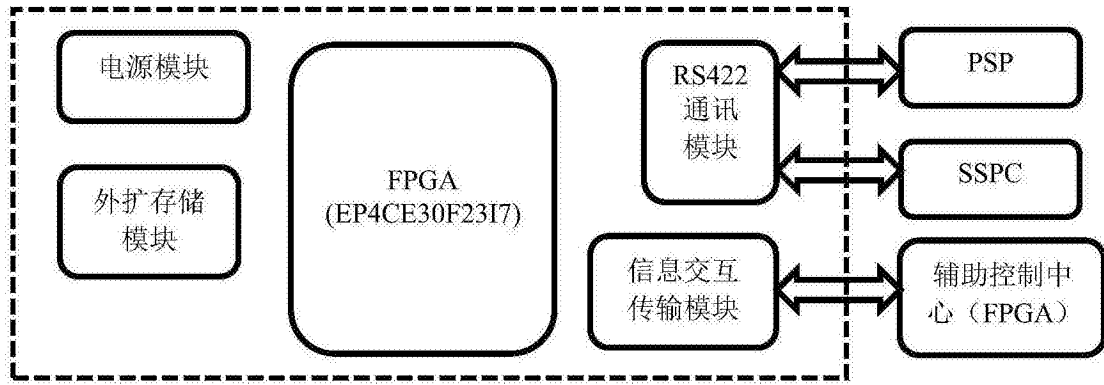 电源模块
外扩存储
模块
FPGA
(EP4CE30F23I7)
RS422
通讯
模块
信息交互
传输模块
PSP
SSPC
辅助控制中
心（FPGA）